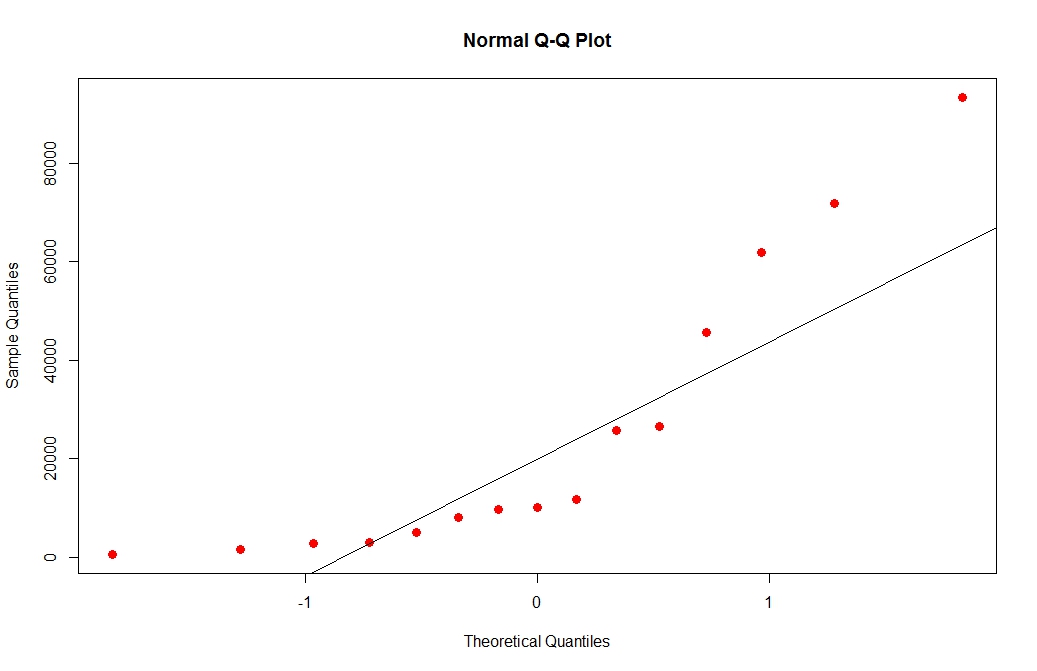 Normal Q-Q Plot
80000
60000
40000
20000
0
Sample Quantiles
-1
0
1
Theoretical Quantiles